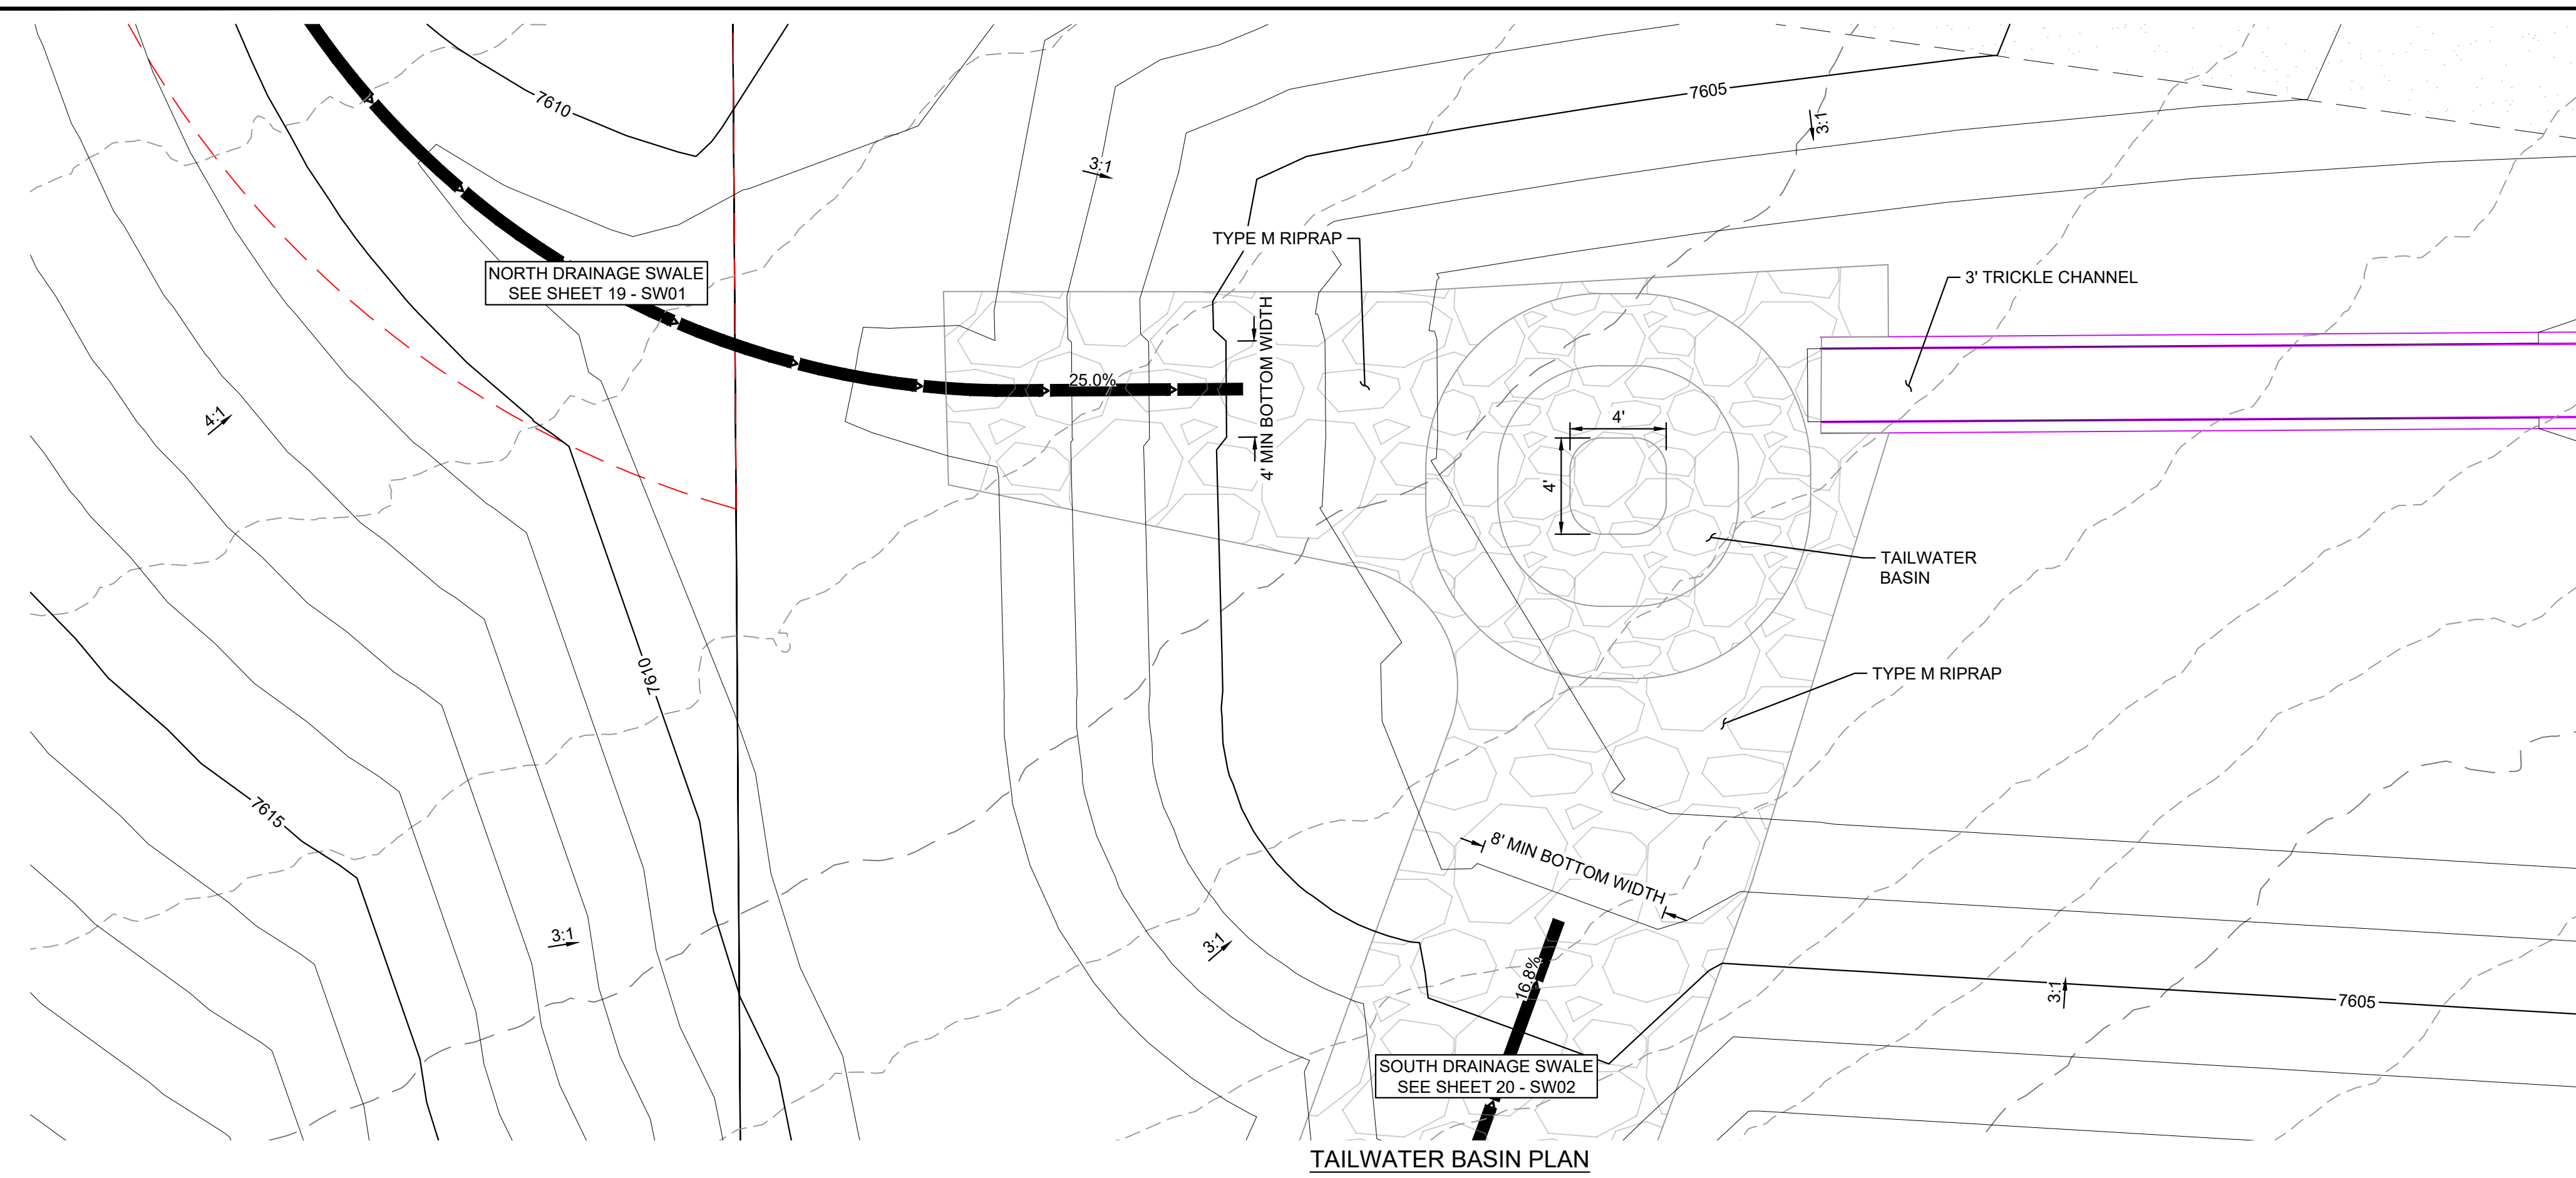 7610
7605
3:1
3:1
TYPE M RIPRAP
NORTH DRAINAGE SWALE
SEE SHEET 19 - SW01
3' TRICKLE CHANNEL
4' MIN BOTTOM WIDTH
25.0%
4:1
4'
4'
TAILWATER
BASIN
7610
TYPE M RIPRAP
7615
8' MIN BOTTOM WIDTH
3:1
3:1
16.8%
3:1
7605
SOUTH DRAINAGE SWALE
SEE SHEET 20 - SW02
TAILWATER BASIN PLAN